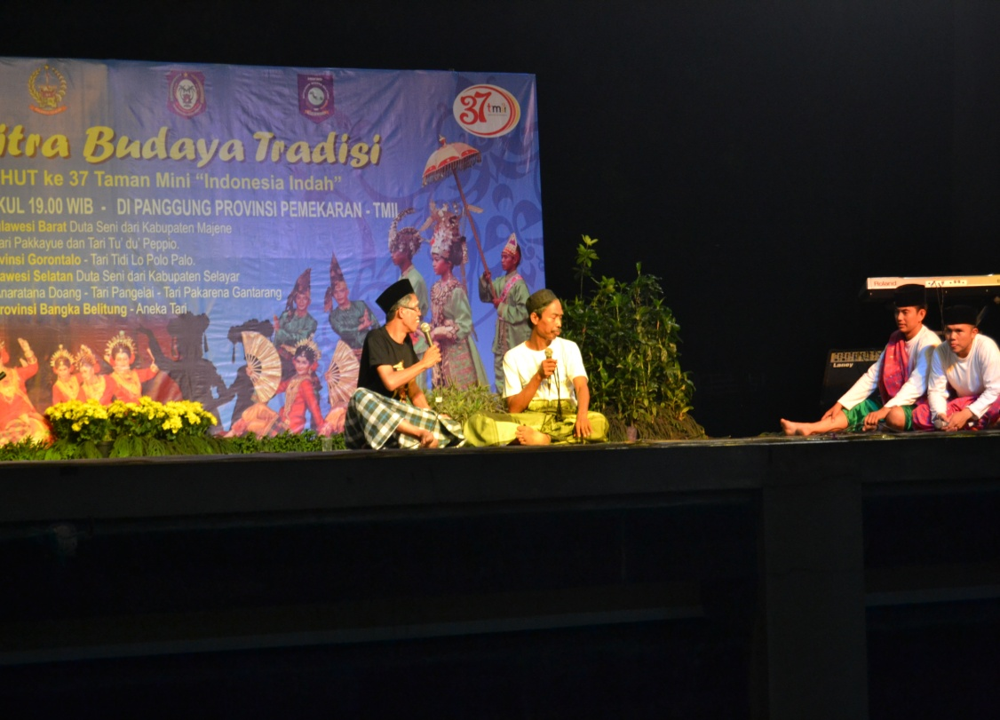 37
tmii
itra Budaya Tradisi
HUT ke 37 Taman Mini “Indonesia Indah”
KUL 19.00 WIB - DI PANGGUNG PROVINSI PEMEKARAN - TMII
ulawesi Barat Duta Seni dari Kabupaten Majene
ari Pakkayue dan Tari Tu' du' Peppio.
ovinsi Gorontalo - Tari Tidi Lo Polo Palo.
lawesi Selatan Duta Seni dari Kabupaten Selayar
Anaratana Doang - Tari Pangelai - Tari Pakarena Gantarang
Provinsi Bangka Belitung - Aneka Tari
Roland
Laney